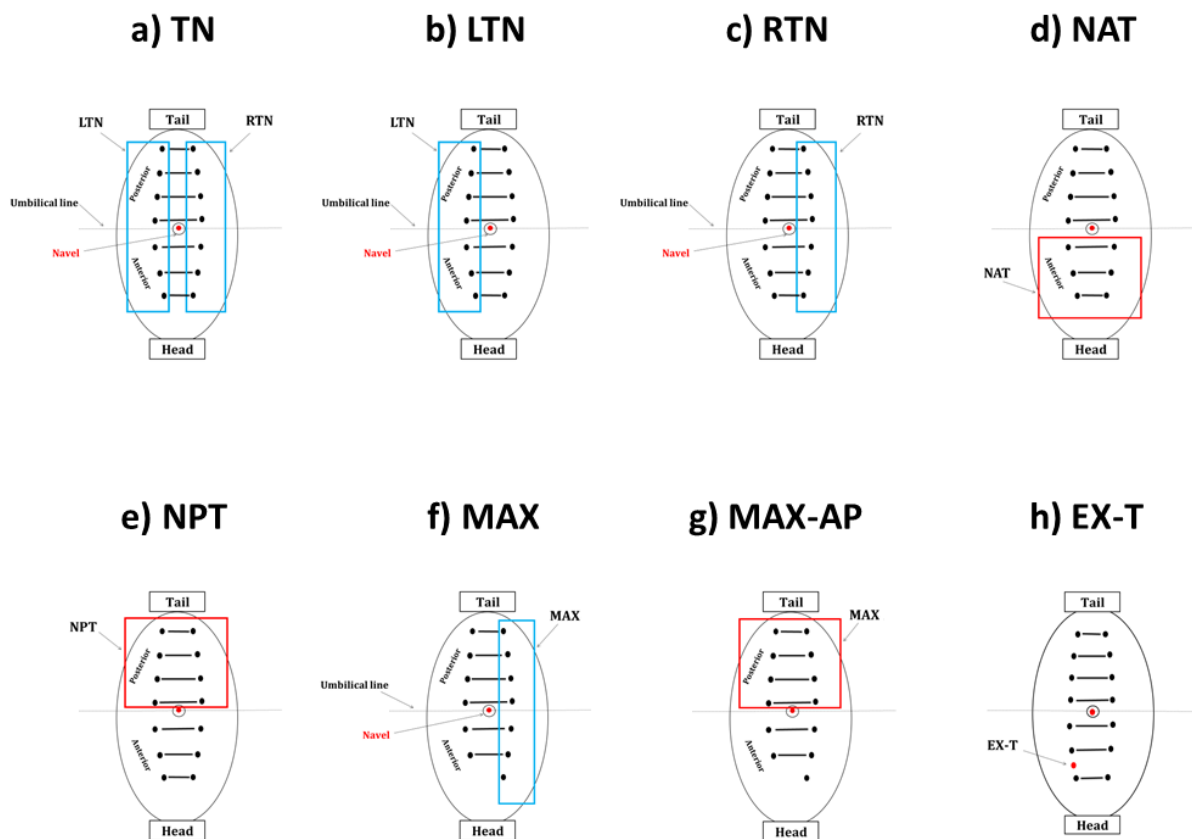 a) TN
b) LTN
c) RTN
d) NAT
Tail
Tail
Tail
Tail
LTN
RTN
LTN
RTN
Posterior
Posterior
Posterior
Posterior
Umbilical line
Umbilical line
Umbilical line
Navel
Navel
Navel
Anterior
Anterior
Anterior
Anterior
NAT
Head
Head
Head
Head
e) NPT
f) MAX
g) MAX-AP
h) EX-T
Tail
Tail
Tail
Tail
NPT
MAX
MAX
Posterior
Posterior
Posterior
Umbilical line
Navel
Anterior
Anterior
Anterior
EX-T
Head
Head
Head
Head